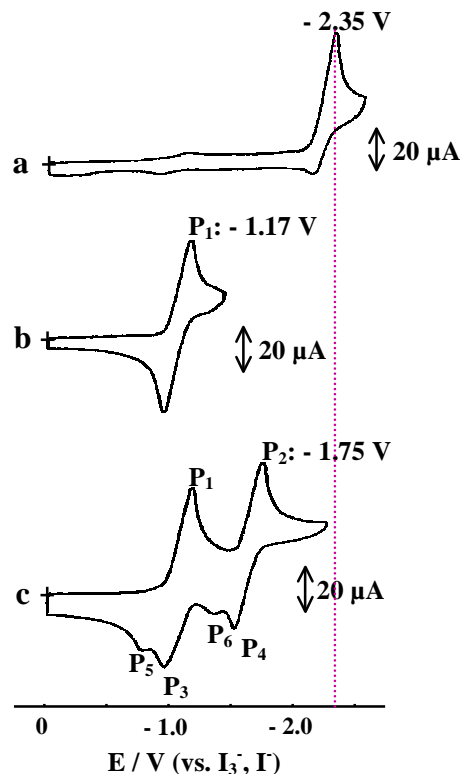 - 2.35 V
a
20 µA
P₁: - 1.17 V
b
20 µA
P₂: - 1.75 V
P₁
c
20 µA
P₆
P₅
P₄
P₃
0 - 1.0 - 2.0
E / V (vs. I₃⁻, I⁻)